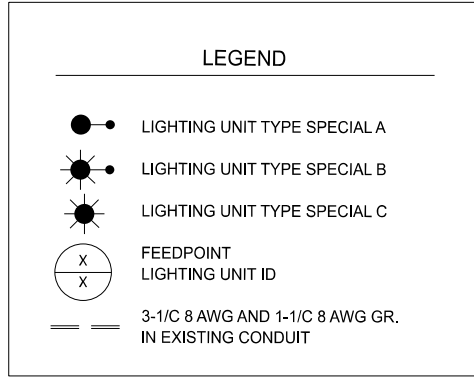 LEGEND
LIGHTING UNIT TYPE SPECIAL A
LIGHTING UNIT TYPE SPECIAL B
LIGHTING UNIT TYPE SPECIAL C
X
X
FEEDPOINT
LIGHTING UNIT ID
3-1/C 8 AWG AND 1-1/C 8 AWG GR.
IN EXISTING CONDUIT